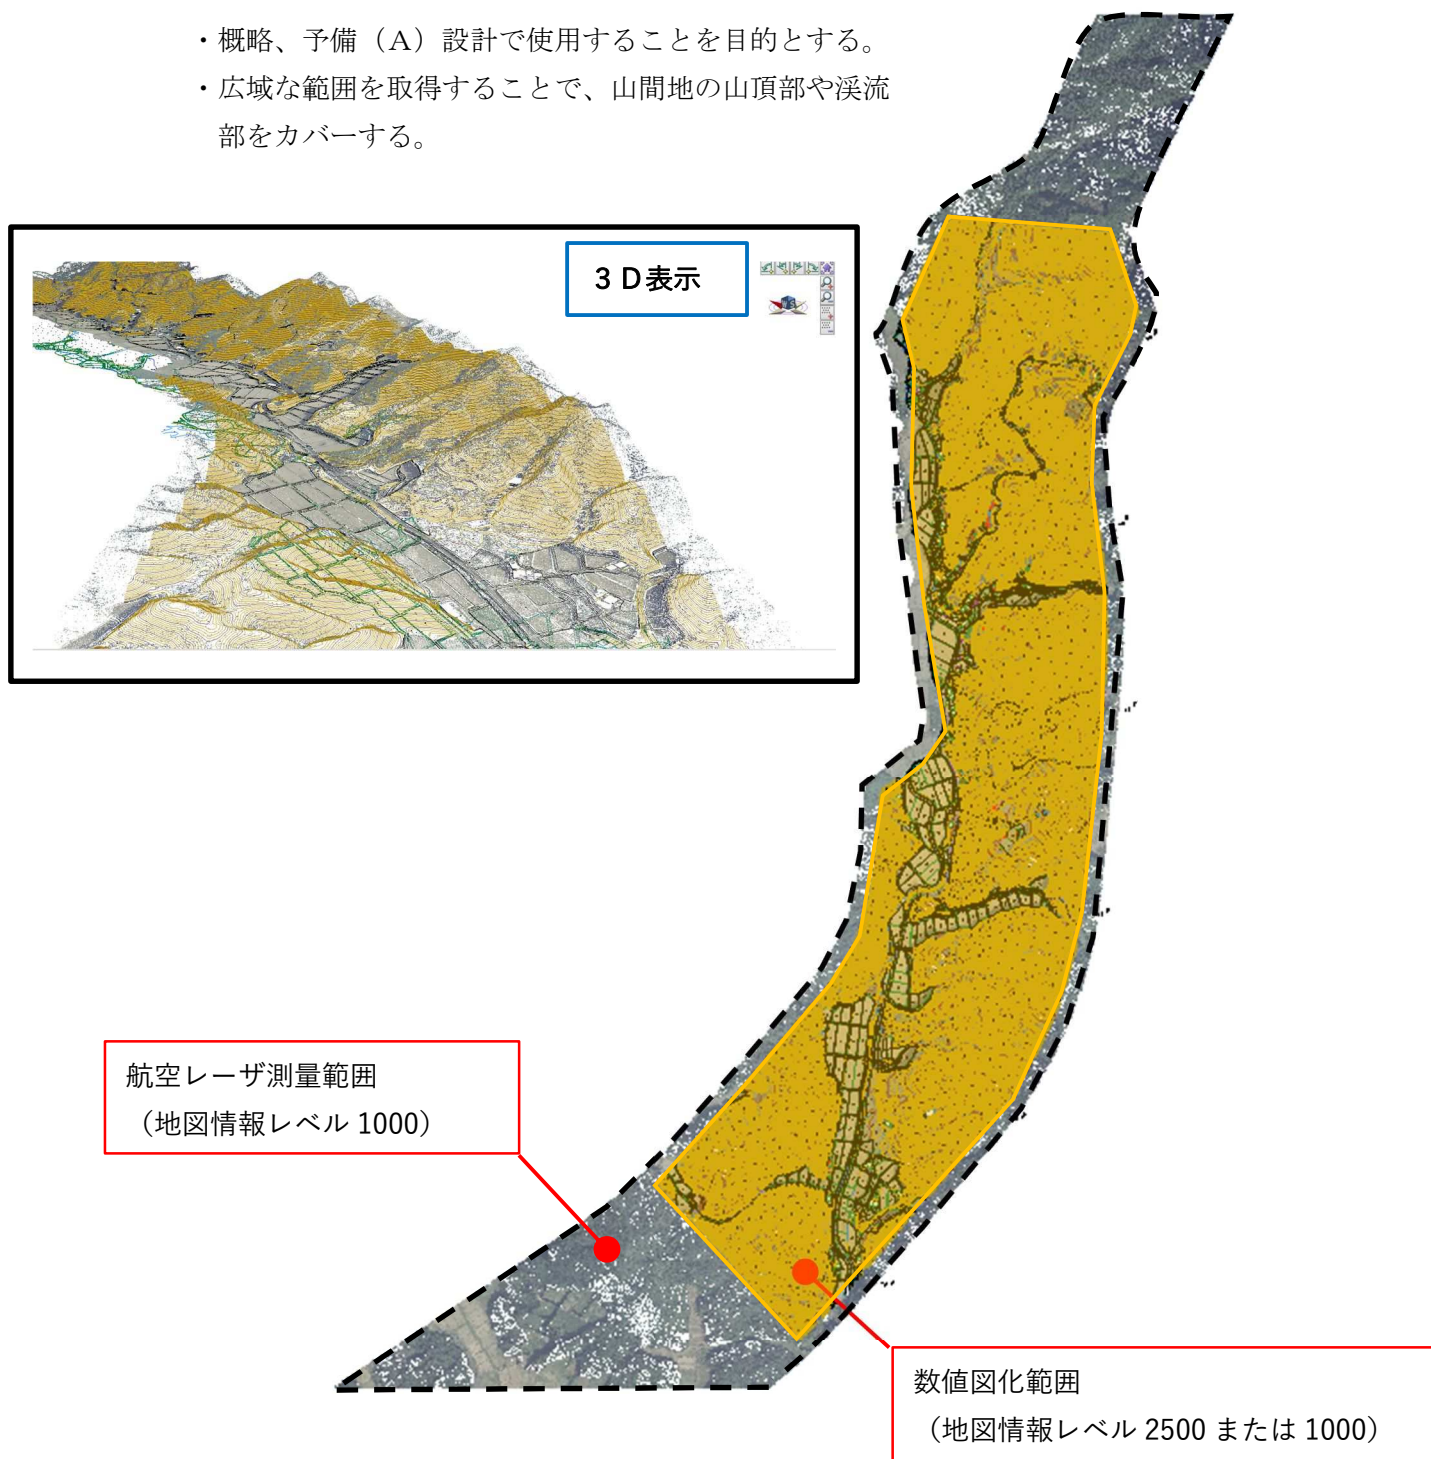 ・概略、予備（A）設計で使用することを目的とする。
・広域な範囲を取得することで、山間地の山頂部や渓流
部をカバーする。
３Ｄ表示
航空レーザ測量範囲
（地図情報レベル 1000）
数値図化範囲
（地図情報レベル 2500 または 1000）